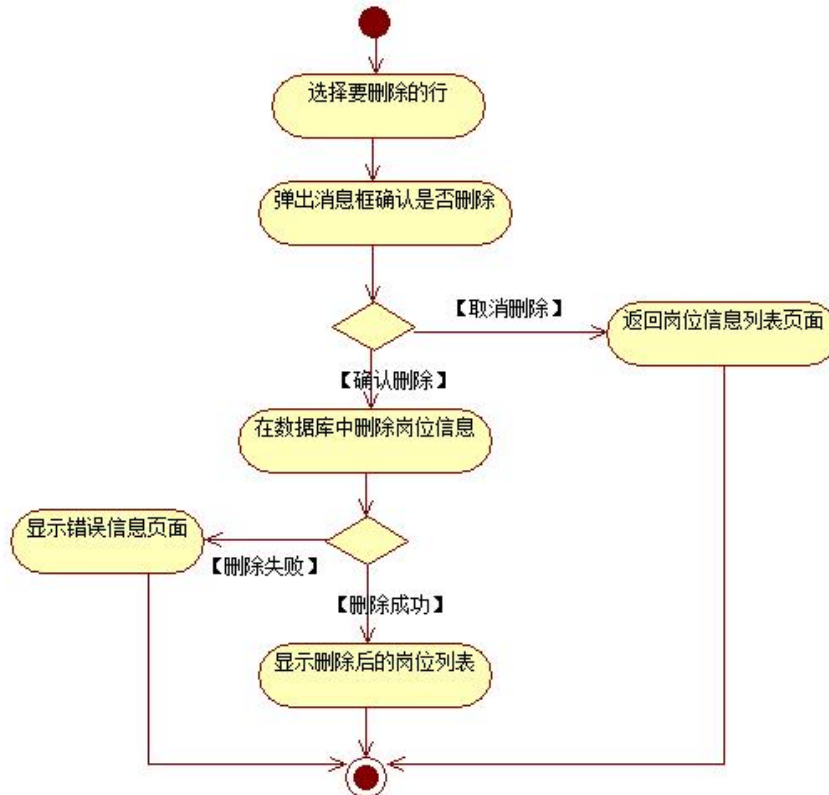 选择要删除的行
弹出消息框确认是否删除
【取消删除】
返回岗位信息列表页面
【确认删除】
在数据库中删除岗位信息
显示错误信息页面
【删除失败】
【删除成功】
显示删除后的岗位列表